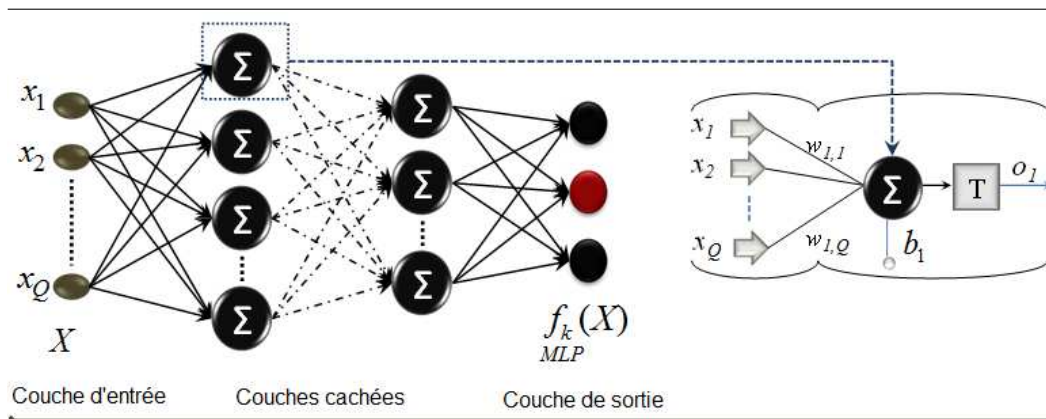 x1
x2
xQ
X
Σ
Σ
Σ
Σ
Σ
Σ
Σ
fk(X)
MLP
x1
x2
xQ
w1,1
w1,Q
Σ
b1
T
o1
Couche d'entrée
Couches cachées
Couche de sortie